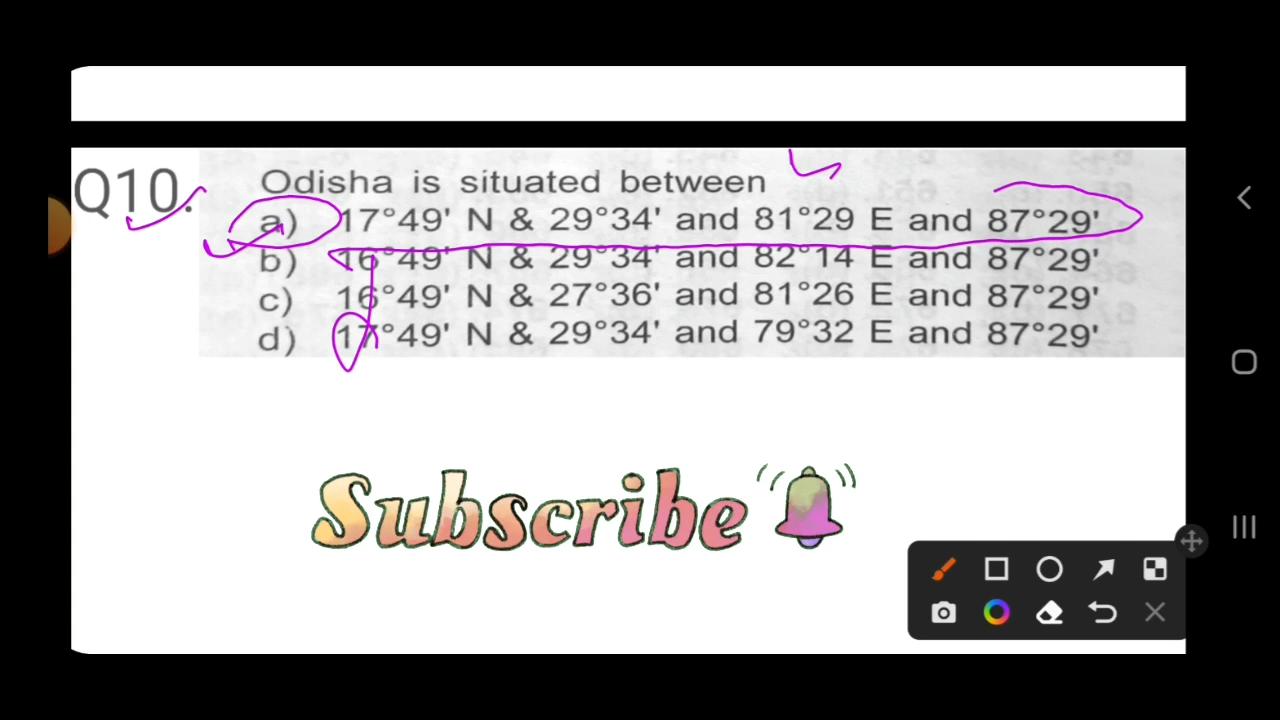 Q10. Odisha is situated between
a) 17°49' N & 29°34' and 81°29 E and 87°29'
b) 16°49' N & 29°34' and 82°14 E and 87°29'
c) 16°49' N & 27°36' and 81°26 E and 87°29'
d) 17°49' N & 29°34' and 79°32 E and 87°29'
Subscribe